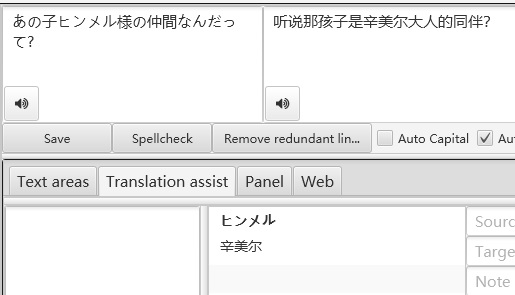 あの子ヒンメル様の仲間なんだっ
て?
听说那孩子是辛美尔大人的同伴?
Save
Spellcheck
Remove redundant lin...
Auto Capital
Au
Text areas
Translation assist
Panel
Web
ヒンメル
辛美尔
Sourc
Targe
Note